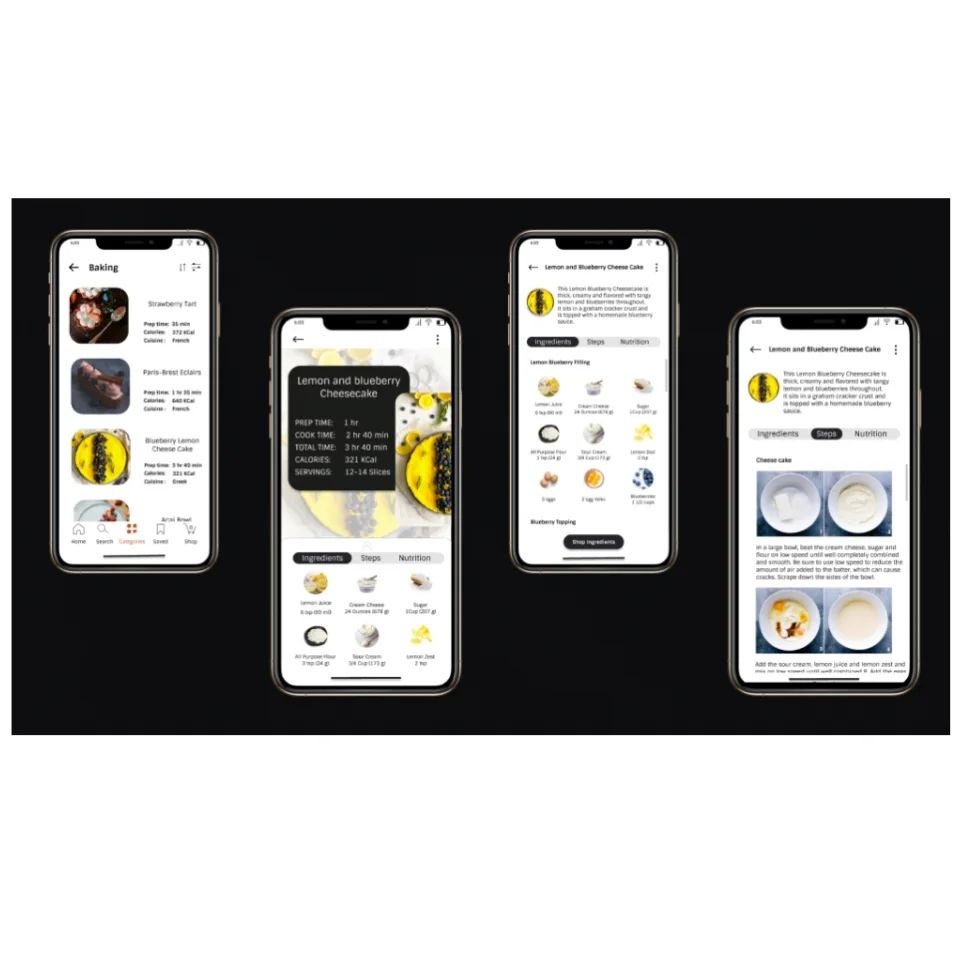 Baking
Strawberry Tart
Prep time: 35 min
Calories: 372 KCal
Cuisine: French
Paris-Brest Eclairs
Prep time: 1 hr 35 min
Calories: 640 KCal
Cuisine: French
Blueberry Lemon
Cheese Cake
Prep time: 3 hr 40 min
Calories: 321 KCal
Cuisine: Greek
Acai Bowl
Home Search Categories Saved Shop
Lemon and blueberry
Cheesecake
PREP TIME: 1 hr
COOK TIME: 2 hr 40 min
TOTAL TIME: 3 hr 40 min
CALORIES: 321 KCal
SERVINGS: 12-14 Slices
Ingredients Steps Nutrition
Lemon Juice Cream Cheese Sugar
24 Ounces (678 g) 1Cup (207 g)
All Purpose Flour Sour Cream Lemon Zest
3 tsp (24 g) 3/4 Cup (173 g) 2 tsp
Lemon and Blueberry Cheese Cake
This Lemon Blueberry Cheesecake is
thick, creamy and flavored with tangy
lemon and blueberries throughout.
It sits in a graham cracker crust and
is topped with a homemade blueberry
sauce.
Ingredients Steps Nutrition
Lemon Blueberry Filling
Lemon Juice Cream Cheese Sugar
24 Ounces (678 g) 1Cup (207 g)
All Purpose Flour Sour Cream Lemon Zest
3 tsp (24 g) 3/4 Cup (173 g) 2 tsp
3 Eggs 2 Egg Yolks Blueberries
1 1/2 cups
Blueberry Topping
Shop Ingredients
Lemon and Blueberry Cheese Cake
This Lemon Blueberry Cheesecake is
thick, creamy and flavored with tangy
lemon and blueberries throughout.
It sits in a graham cracker crust and
is topped with a homemade blueberry
sauce.
Ingredients Steps Nutrition
Cheese cake
In a large bowl, beat the cream cheese, sugar and
flour on low speed until well completely combined
and smooth. Be sure to use low speed to reduce the
amount of air added to the batter, which can cause
cracks. Scrape down the sides of the bowl.
Add the sour cream, lemon juice and lemon zest and
mix on low speed until well combined. Add the eggs